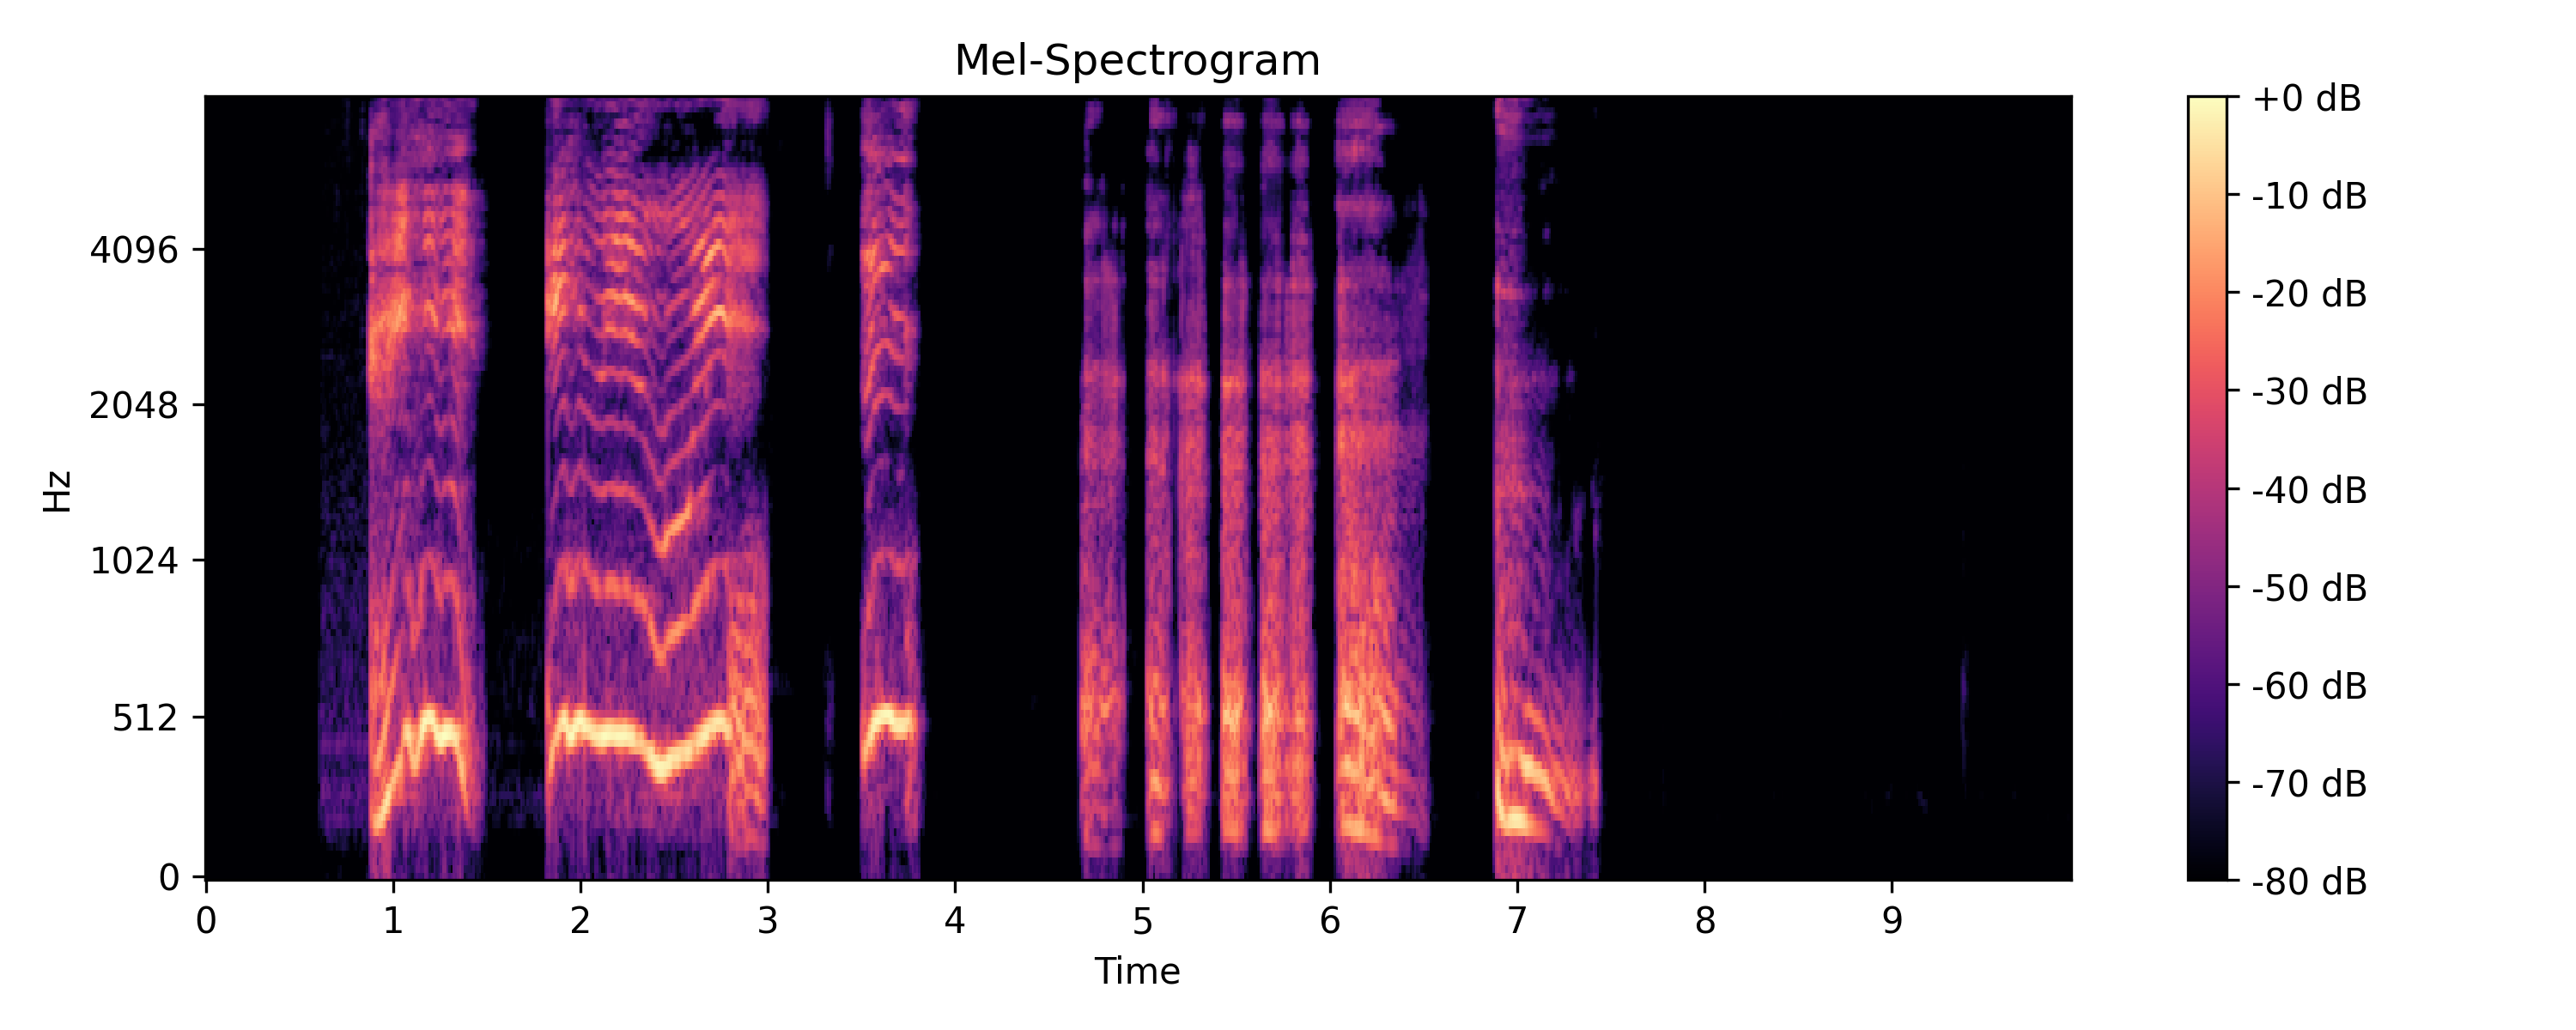 Mel-Spectrogram
+0 dB
-10 dB
-20 dB
-30 dB
-40 dB
-50 dB
-60 dB
-70 dB
-80 dB
Hz
4096
2048
1024
512
0
0 1 2 3 4 5 6 7 8 9
Time